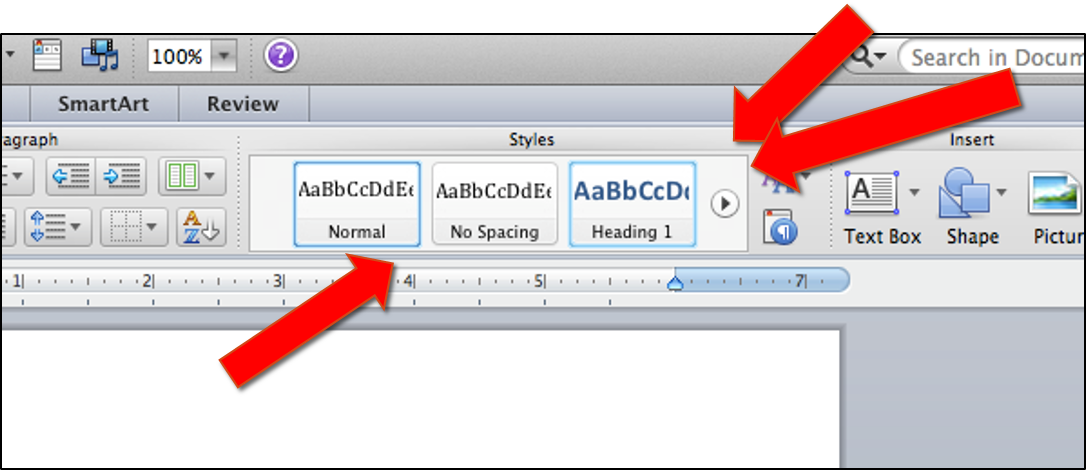 100%
?
Search in Docum
SmartArt Review
agraph Styles Insert
AaBbCcDdEe AaBbCcDdEe AaBbCcDd
Normal No Spacing Heading 1
A
Z
Text Box Shape Pictur
1 2 3 4 5 7